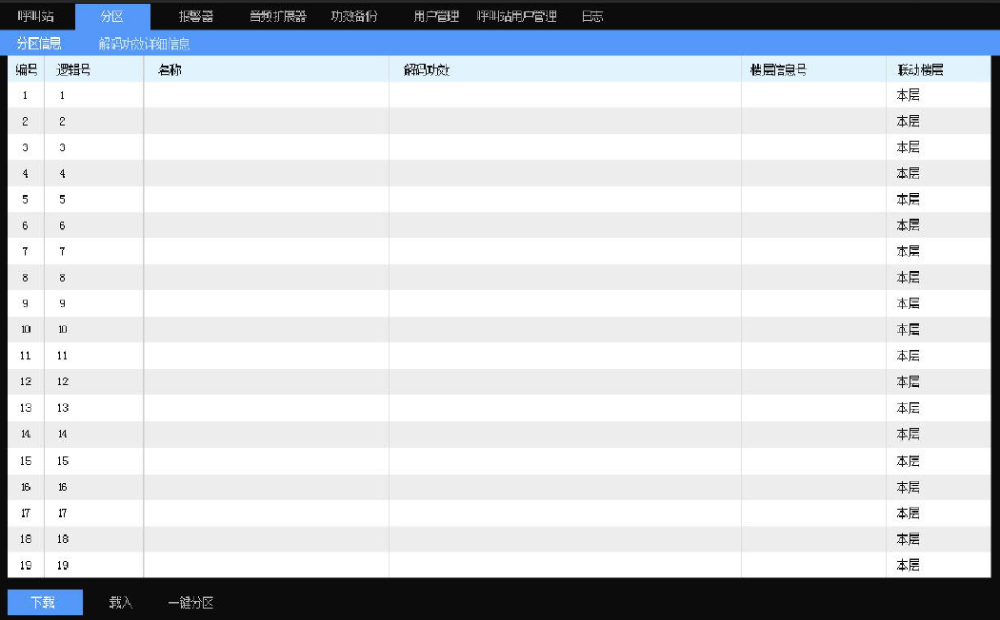 呼叫站 分区 报警器 音频扩展器 功效备份 用户管理 呼叫站用户管理 日志
分区信息 解码功效详细信息
编号 逻辑号 名称 解码功效 楼层信息号 联动楼层
1 1 本层
2 2 本层
3 3 本层
4 4 本层
5 5 本层
6 6 本层
7 7 本层
8 8 本层
9 9 本层
10 10 本层
11 11 本层
12 12 本层
13 13 本层
14 14 本层
15 15 本层
16 16 本层
17 17 本层
18 18 本层
19 19 本层
下载 载入 一键分区